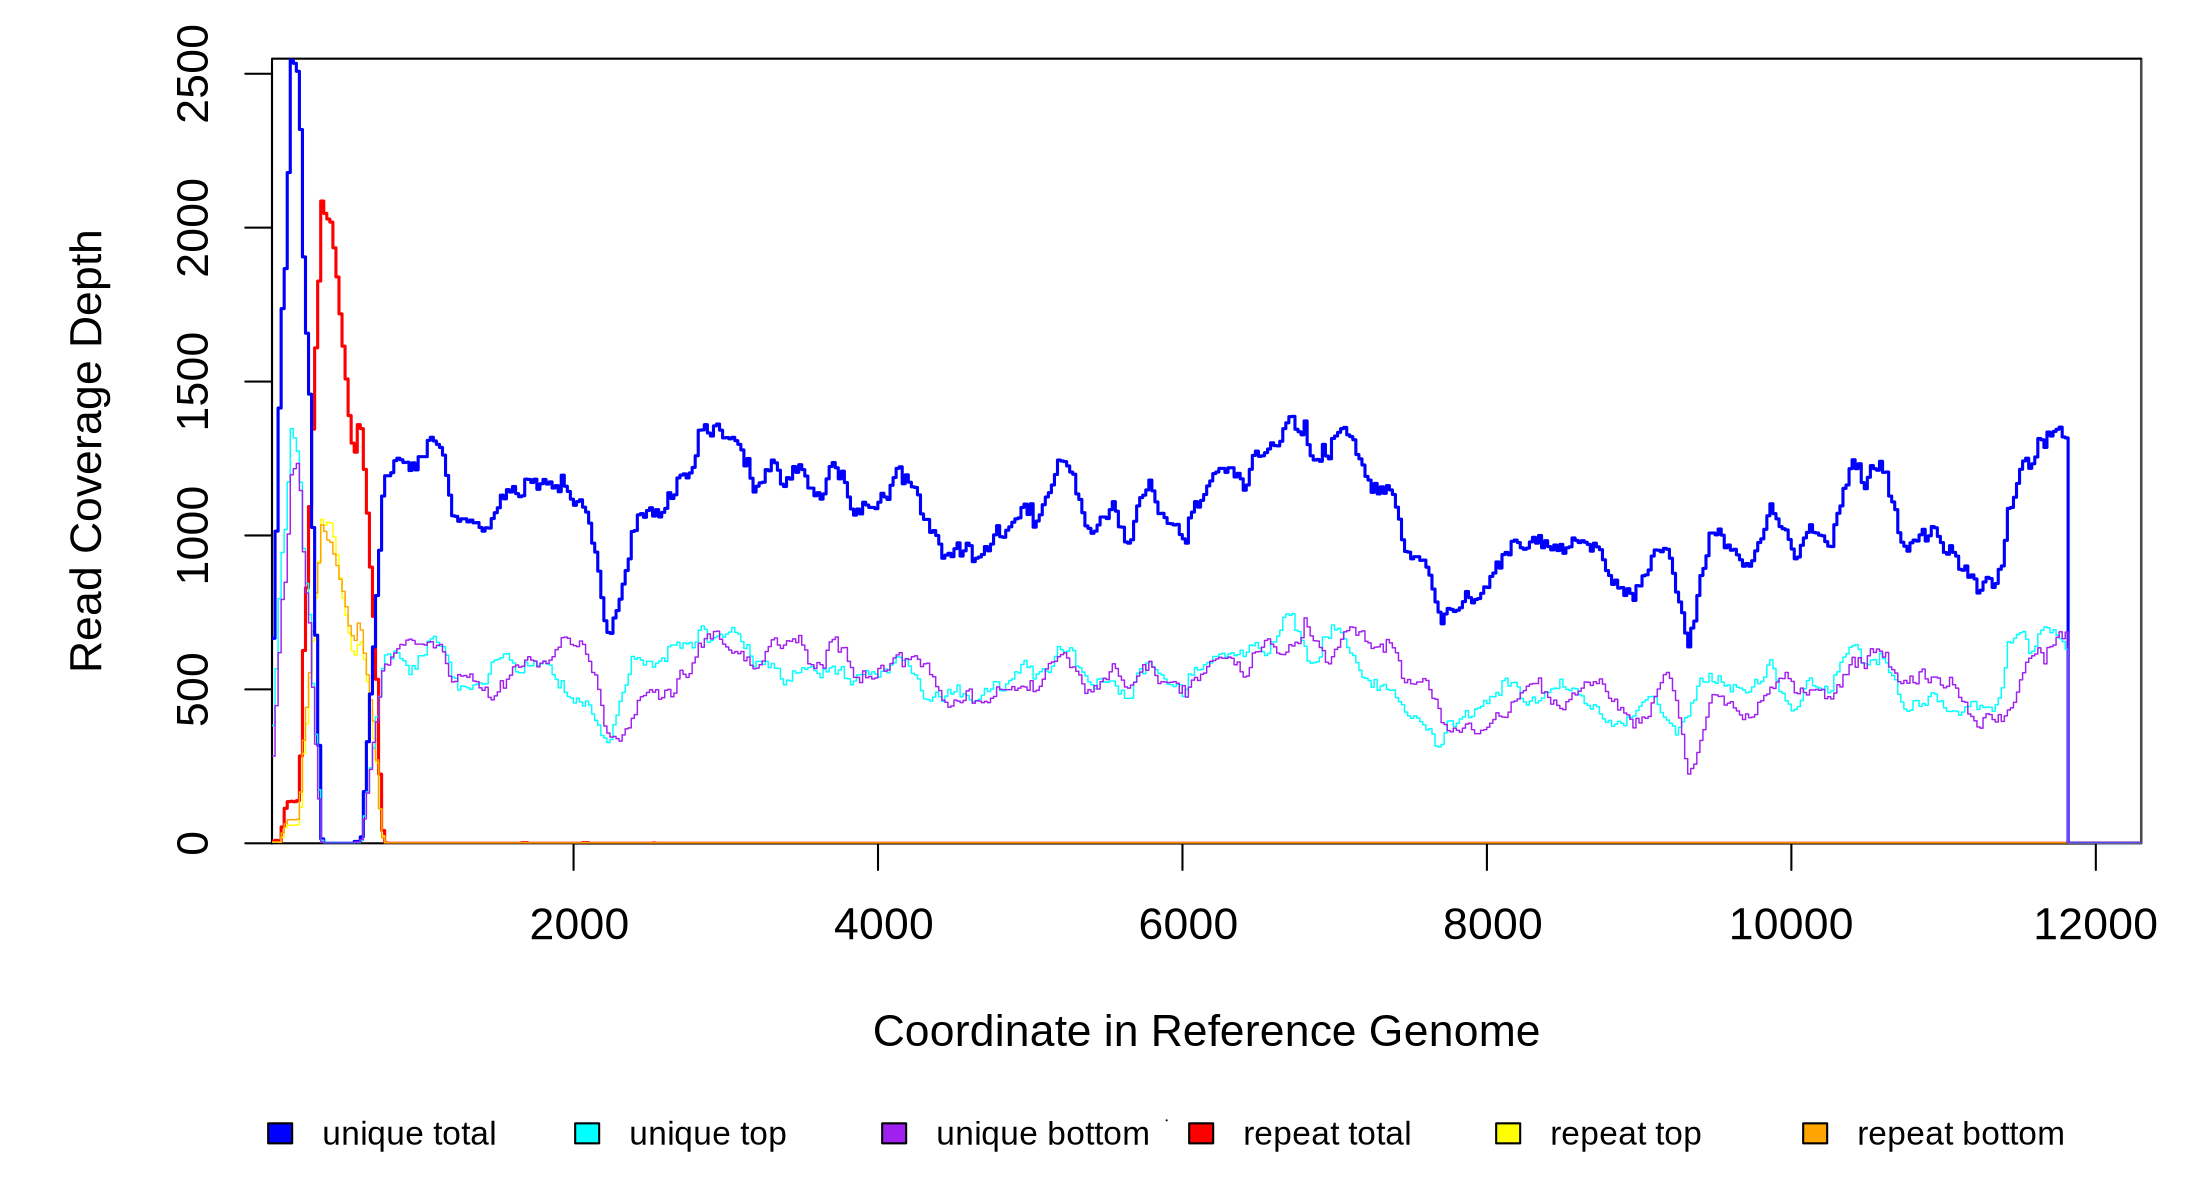 2500
2000
1500
1000
500
0
Read Coverage Depth
2000 4000 6000 8000 10000 12000
Coordinate in Reference Genome
unique total unique top unique bottom repeat total repeat top repeat bottom